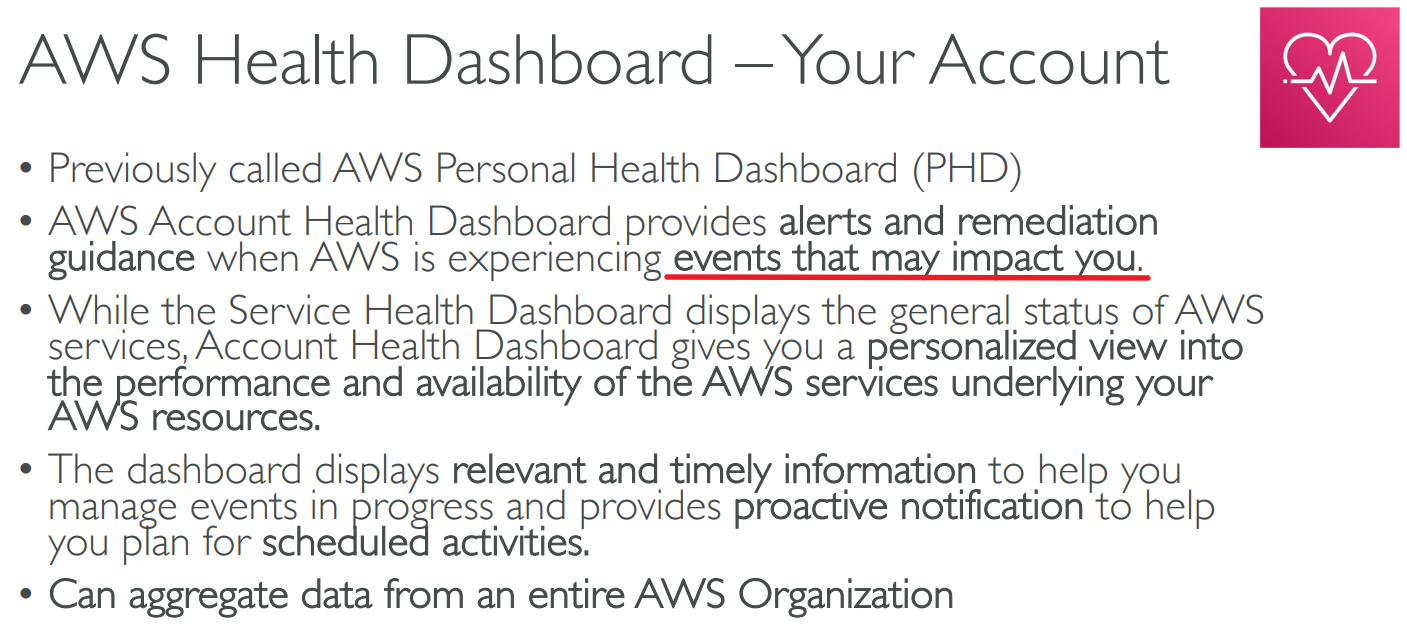 AWS Health Dashboard – Your Account
• Previously called AWS Personal Health Dashboard (PHD)
• AWS Account Health Dashboard provides alerts and remediation
guidance when AWS is experiencing events that may impact you.
• While the Service Health Dashboard displays the general status of AWS
services, Account Health Dashboard gives you a personalized view into
the performance and availability of the AWS services underlying your
AWS resources.
• The dashboard displays relevant and timely information to help you
manage events in progress and provides proactive notification to help
you plan for scheduled activities.
• Can aggregate data from an entire AWS Organization